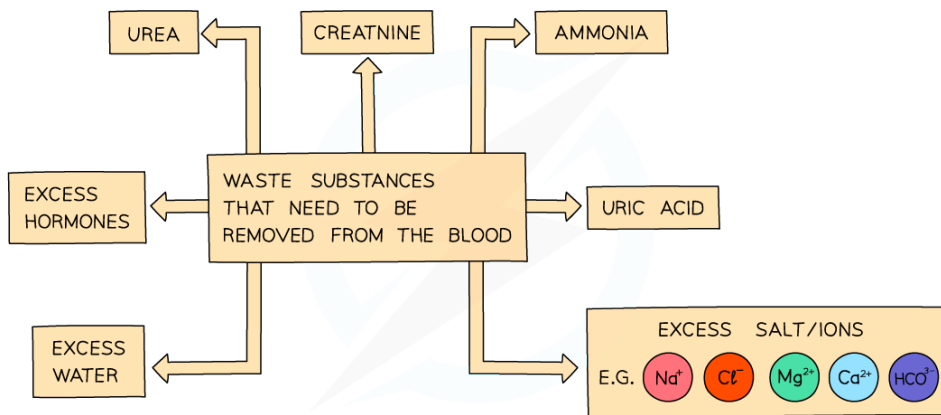 UREA
CREATNINE
AMMONIA
WASTE SUBSTANCES
THAT NEED TO BE
REMOVED FROM THE BLOOD
EXCESS
HORMONES
URIC ACID
EXCESS
WATER
EXCESS SALT/IONS
E.G. Na⁺ Cl⁻ Mg²⁺ Ca²⁺ HCO³⁻